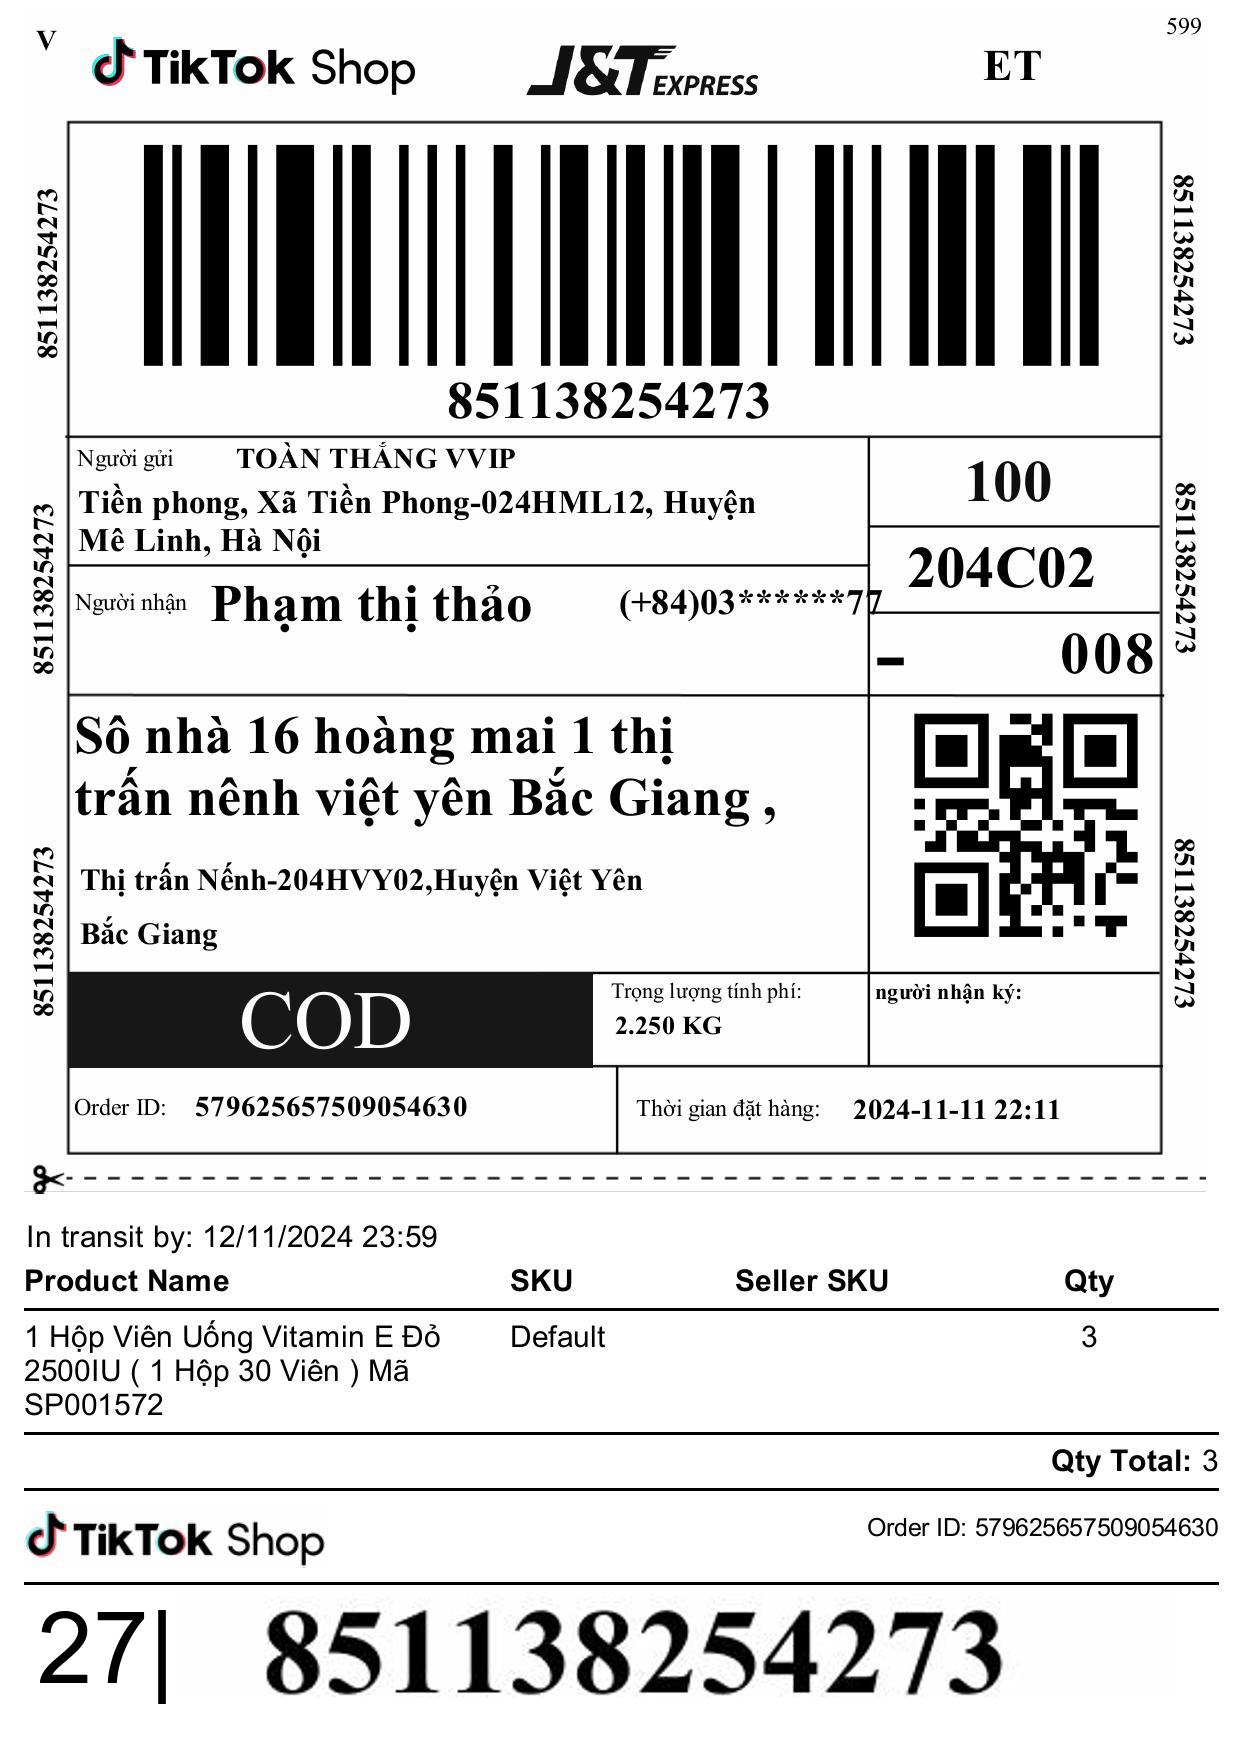 599
V
TikTok Shop
J&T EXPRESS
ET
851138254273
851138254273
851138254273
Người gửi TOÀN THẮNG VVIP
Tiền phong, Xã Tiền Phong-024HML12, Huyện
Mê Linh, Hà Nội
100
204C02
Người nhận Phạm thị thảo (+84)03******77
- 008
851138254273
851138254273
Sô nhà 16 hoàng mai 1 thị
trấn nênh việt yên Bắc Giang ,
Thị trấn Nếnh-204HVY02,Huyện Việt Yên
Bắc Giang
851138254273
851138254273
COD
Trọng lượng tính phí:
2.250 KG
người nhận ký:
Order ID: 579625657509054630
Thời gian đặt hàng: 2024-11-11 22:11
In transit by: 12/11/2024 23:59
Product Name SKU Seller SKU Qty
1 Hộp Viên Uống Vitamin E Đỏ Default 3
2500IU ( 1 Hộp 30 Viên ) Mã
SP001572
Qty Total: 3
TikTok Shop
Order ID: 579625657509054630
27| 851138254273